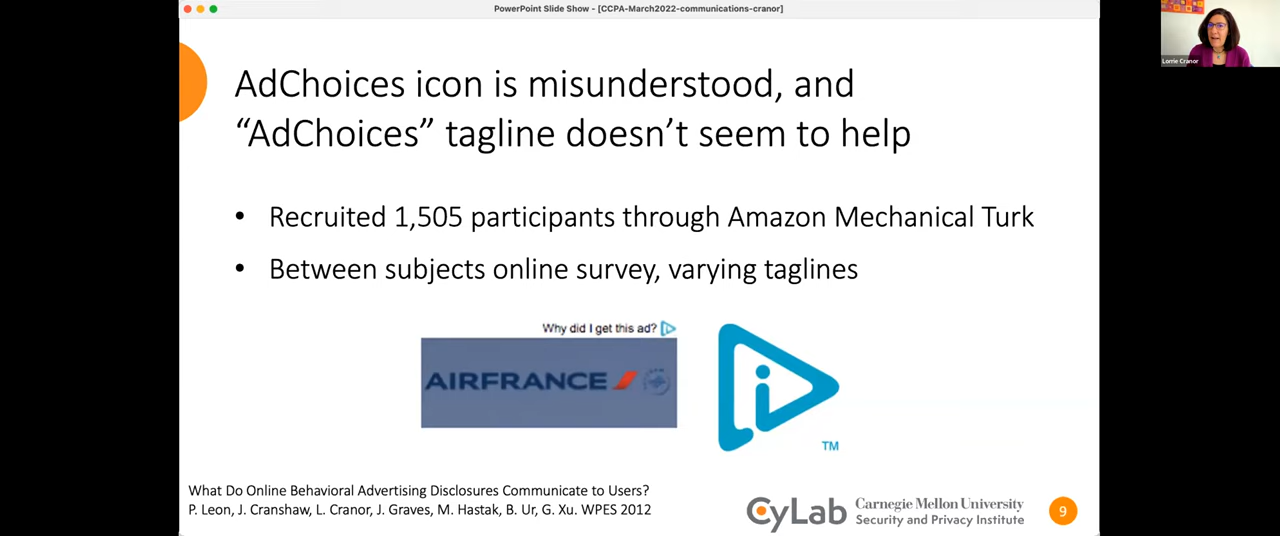 PowerPoint Slide Show - [CCPA-March2022-communications-cranor]
Lorrie Cranor
AdChoices icon is misunderstood, and
“AdChoices” tagline doesn’t seem to help
• Recruited 1,505 participants through Amazon Mechanical Turk
• Between subjects online survey, varying taglines
Why did I get this ad?
AIRFRANCE
i
TM
What Do Online Behavioral Advertising Disclosures Communicate to Users?
P. Leon, J. Cranshaw, L. Cranor, J. Graves, M. Hastak, B. Ur, G. Xu. WPES 2012
CyLab
Carnegie Mellon University
Security and Privacy Institute
9